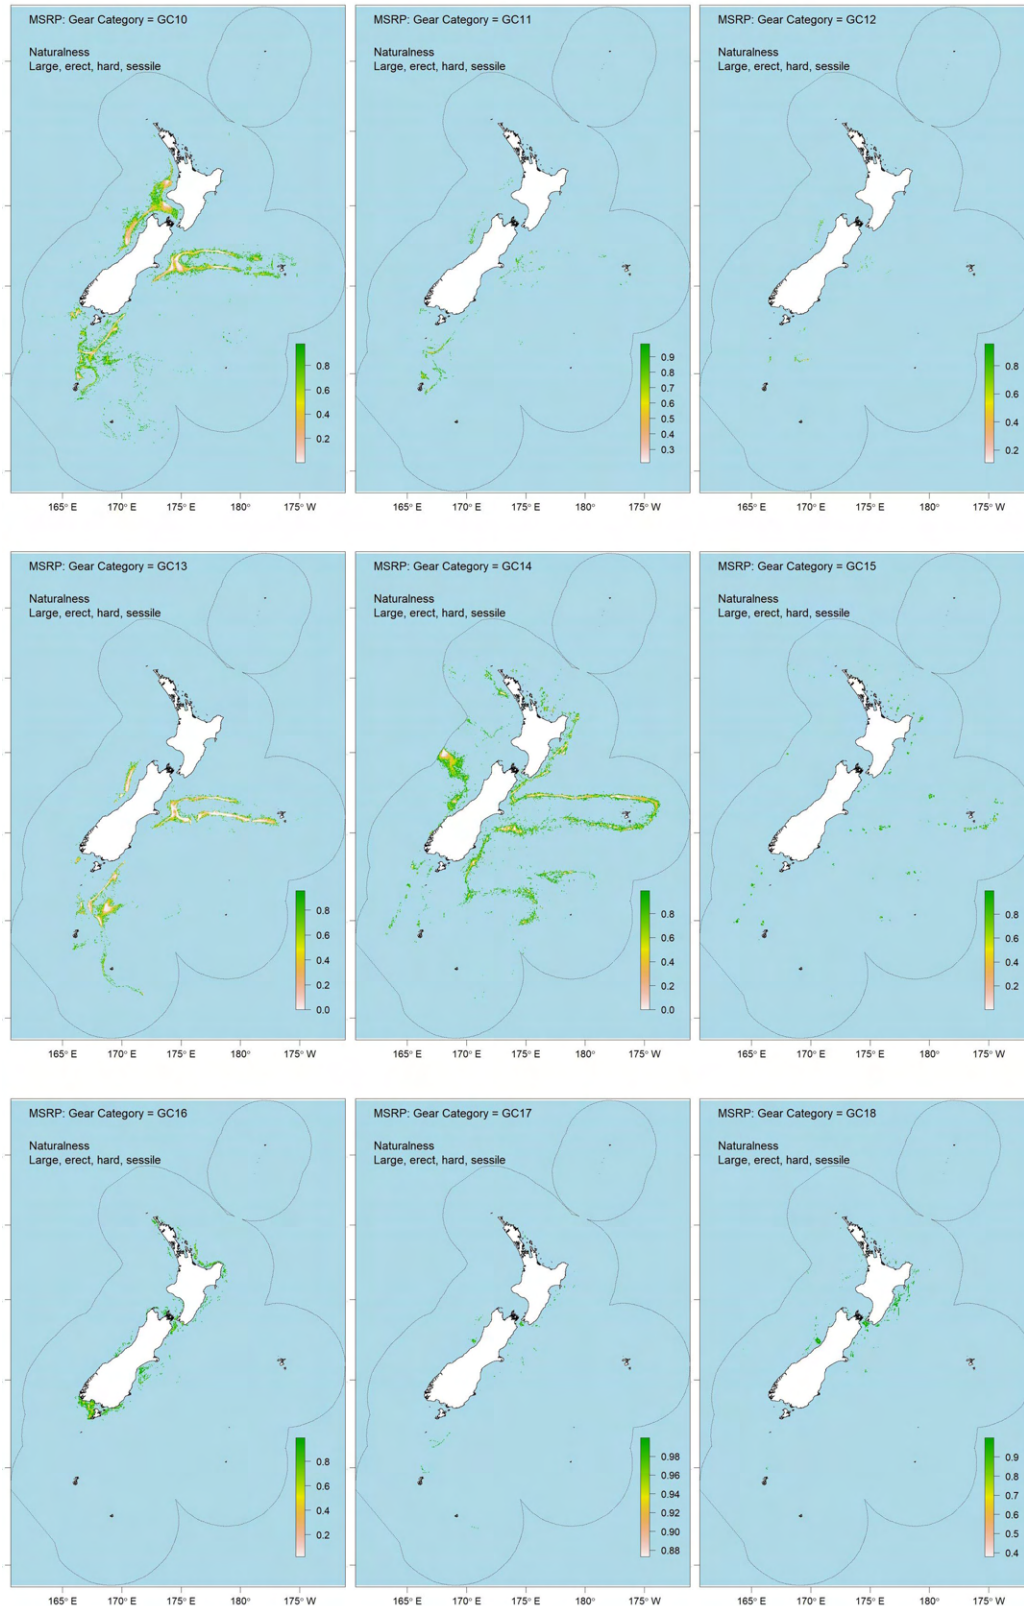 MSRP: Gear Category = GC10
Naturalness
Large, erect, hard, sessile
0.8
0.6
0.4
0.2
165° E 170° E 175° E 180° 175° W
MSRP: Gear Category = GC11
Naturalness
Large, erect, hard, sessile
0.9
0.8
0.7
0.6
0.5
0.4
0.3
165° E 170° E 175° E 180° 175° W
MSRP: Gear Category = GC12
Naturalness
Large, erect, hard, sessile
0.8
0.6
0.4
0.2
165° E 170° E 175° E 180° 175° W
MSRP: Gear Category = GC13
Naturalness
Large, erect, hard, sessile
0.8
0.6
0.4
0.2
0.0
165° E 170° E 175° E 180° 175° W
MSRP: Gear Category = GC14
Naturalness
Large, erect, hard, sessile
0.8
0.6
0.4
0.2
0.0
165° E 170° E 175° E 180° 175° W
MSRP: Gear Category = GC15
Naturalness
Large, erect, hard, sessile
0.8
0.6
0.4
0.2
165° E 170° E 175° E 180° 175° W
MSRP: Gear Category = GC16
Naturalness
Large, erect, hard, sessile
0.8
0.6
0.4
0.2
165° E 170° E 175° E 180° 175° W
MSRP: Gear Category = GC17
Naturalness
Large, erect, hard, sessile
0.98
0.96
0.94
0.92
0.90
0.88
165° E 170° E 175° E 180° 175° W
MSRP: Gear Category = GC18
Naturalness
Large, erect, hard, sessile
0.9
0.8
0.7
0.6
0.5
0.4
165° E 170° E 175° E 180° 175° W